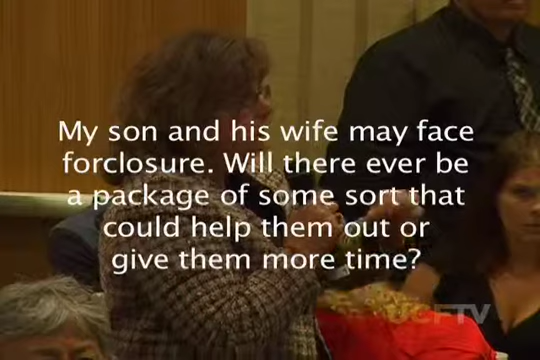 My son and his wife may face
forclosure. Will there ever be
a package of some sort that
could help them out or
give them more time?
UCFTV